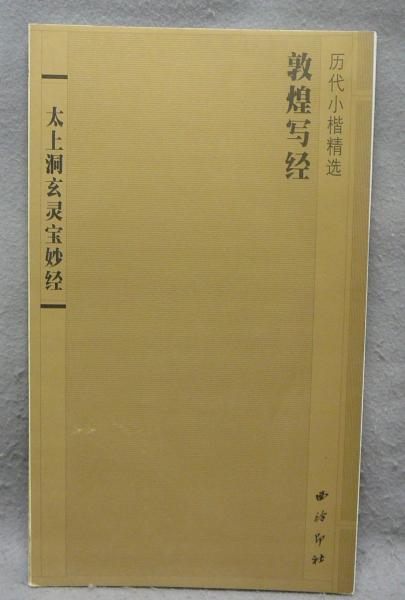 历代小楷精选
敦煌写经
太上洞玄灵宝妙经
西泠印社